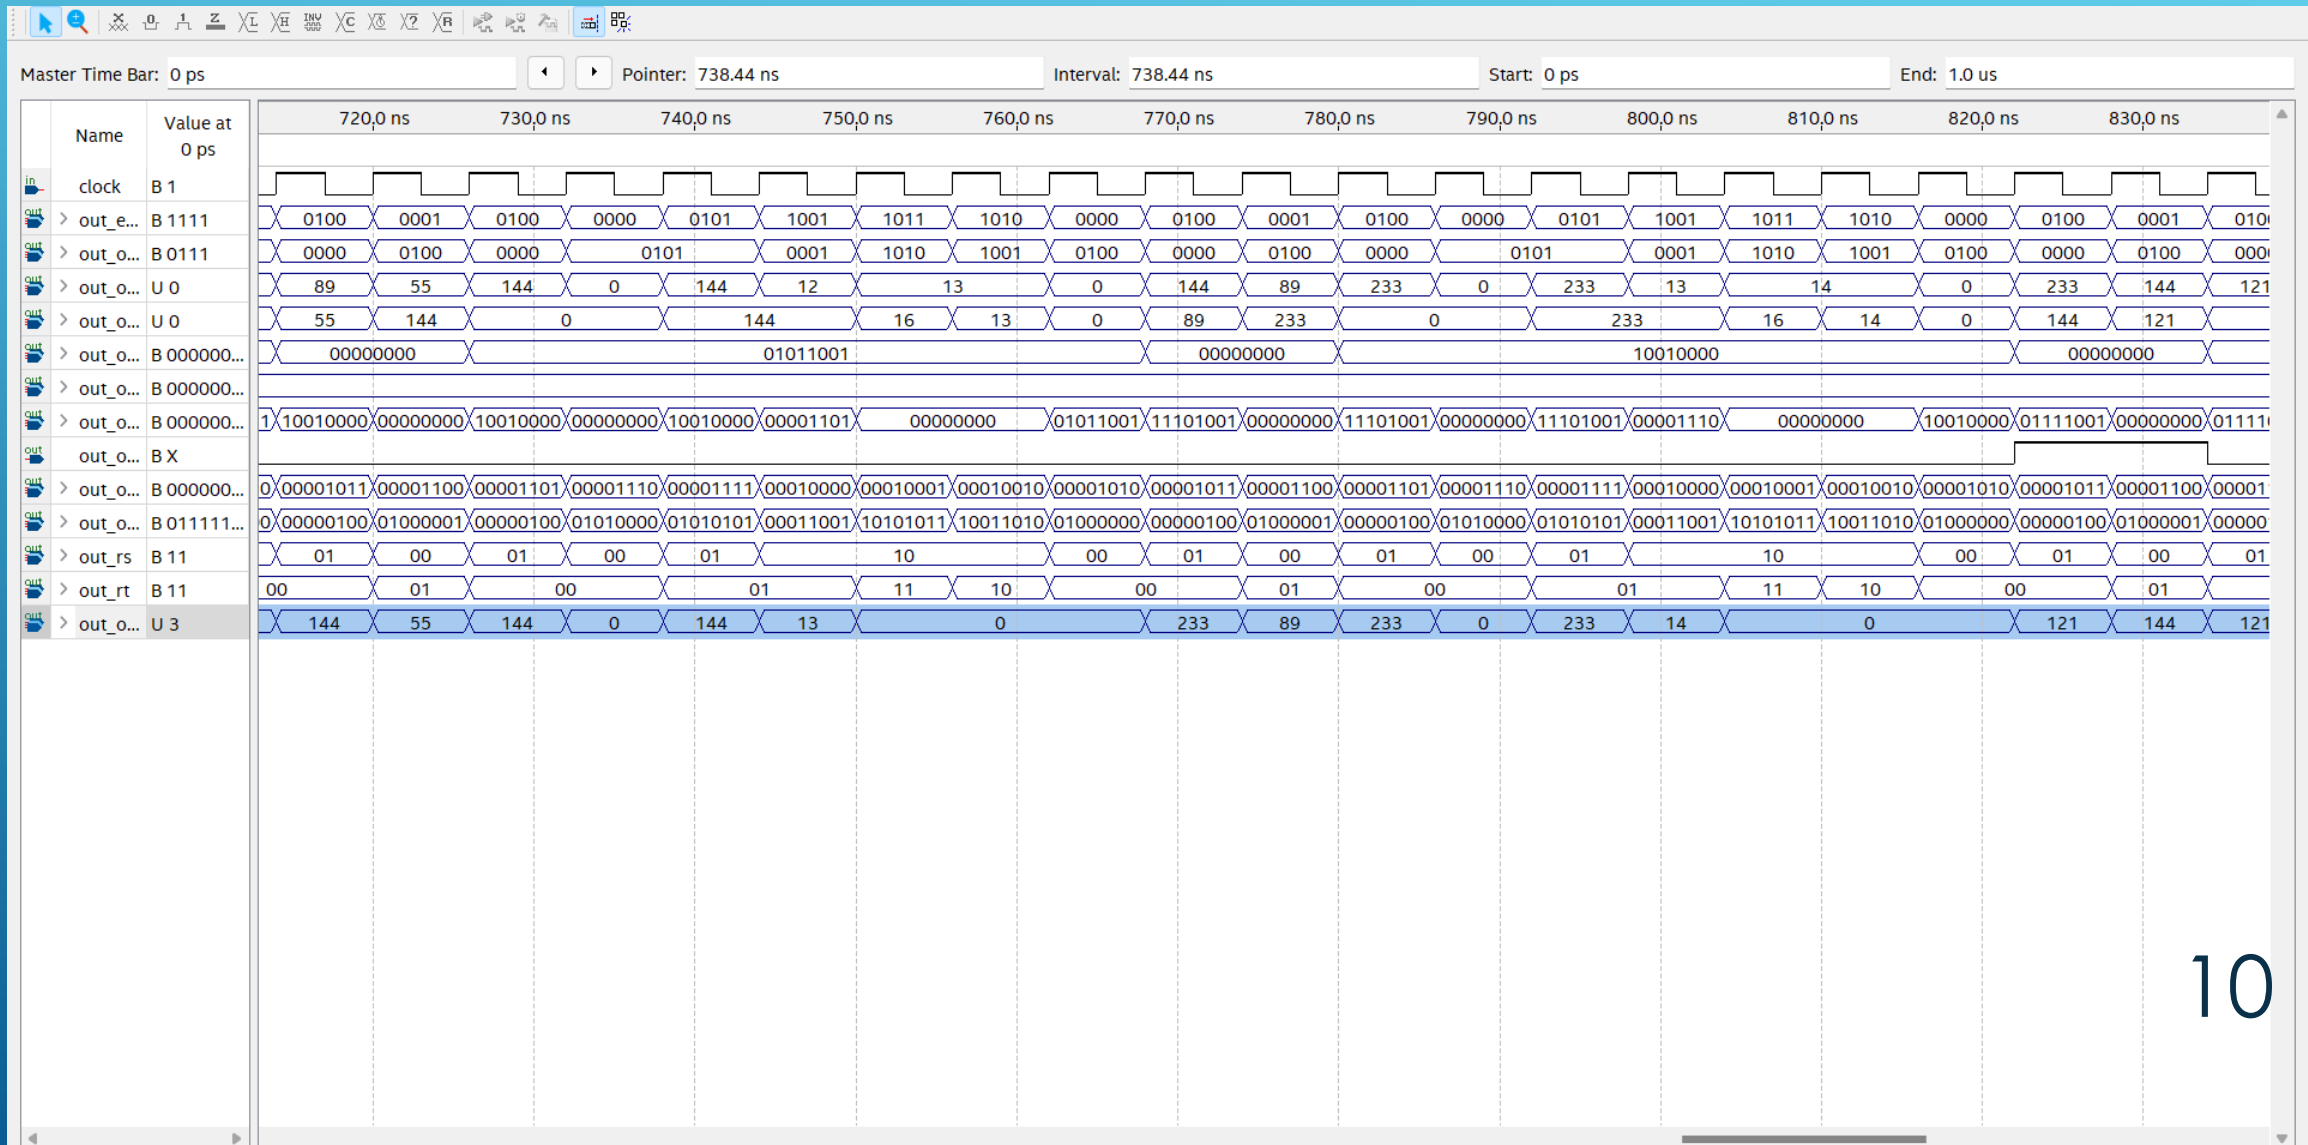 Master Time Bar: 0 ps Pointer: 738.44 ns Interval: 738.44 ns Start: 0 ps End: 1.0 us
Name Value at 0 ps 720.0 ns 730.0 ns 740.0 ns 750.0 ns 760.0 ns 770.0 ns 780.0 ns 790.0 ns 800.0 ns 810.0 ns 820.0 ns 830.0 ns
clock B 1
out_e... B 1111 0100 0001 0100 0000 0101 1001 1011 1010 0000 0100 0001 0100 0000 0101 1001 1011 1010 0000 0100 0001 010
out_o... B 0111 0000 0100 0000 0101 0001 1010 1001 0100 0000 0100 0000 0101 0001 1010 1001 0100 0000 0100 000
out_o... U 0 89 55 144 0 144 12 13 0 144 89 233 0 233 13 14 0 233 144 121
out_o... U 0 55 144 0 144 16 13 0 89 233 0 233 16 14 0 144 121
out_o... B 000000... 00000000 01011001 00000000 10010000 00000000
out_o... B 000000...
out_o... B 000000... 1 10010000 00000000 10010000 00000000 10010000 00001101 00000000 01011001 11101001 00000000 11101001 00000000 11101001 00001110 00000000 10010000 01111001 00000000 01111
out_o... B X
out_o... B 000000... 0 00001011 00001100 00001101 00001110 00001111 00010000 00010001 00010010 00001010 00001011 00001100 00001101 00001110 00001111 00010000 00010001 00010010 00001010 00001011 00001100 00001
out_o... B 011111... 0 00000100 01000001 00000100 01010000 01010101 00011001 10101011 10011010 01000000 00000100 01000001 00000100 01010000 01010101 00011001 10101011 10011010 01000000 00000100 01000001 00000
out_rs B 11 01 00 01 00 01 10 00 01 00 01 00 01 10 00 01 00 01
out_rt B 11 00 01 00 01 11 10 00 01 00 01 11 10 00 01
out_o... U 3 144 55 144 0 144 13 0 233 89 233 0 233 14 0 121 144 121
10